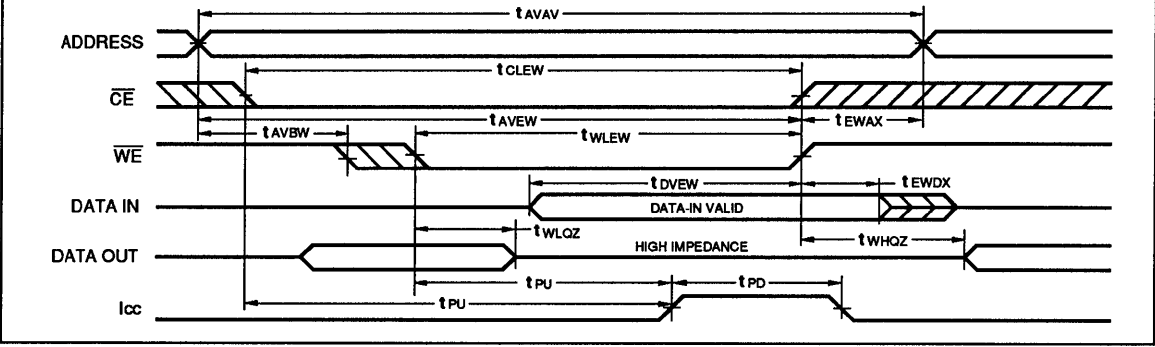 t AVAV
ADDRESS
t CLEW
CE
t AVEW
t EWAX
t AVBW
t WLEW
WE
t DVEW
t EWDX
DATA IN
DATA-IN VALID
t WLQZ
t WHQZ
DATA OUT
HIGH IMPEDANCE
t PU
t PD
t PU
Icc